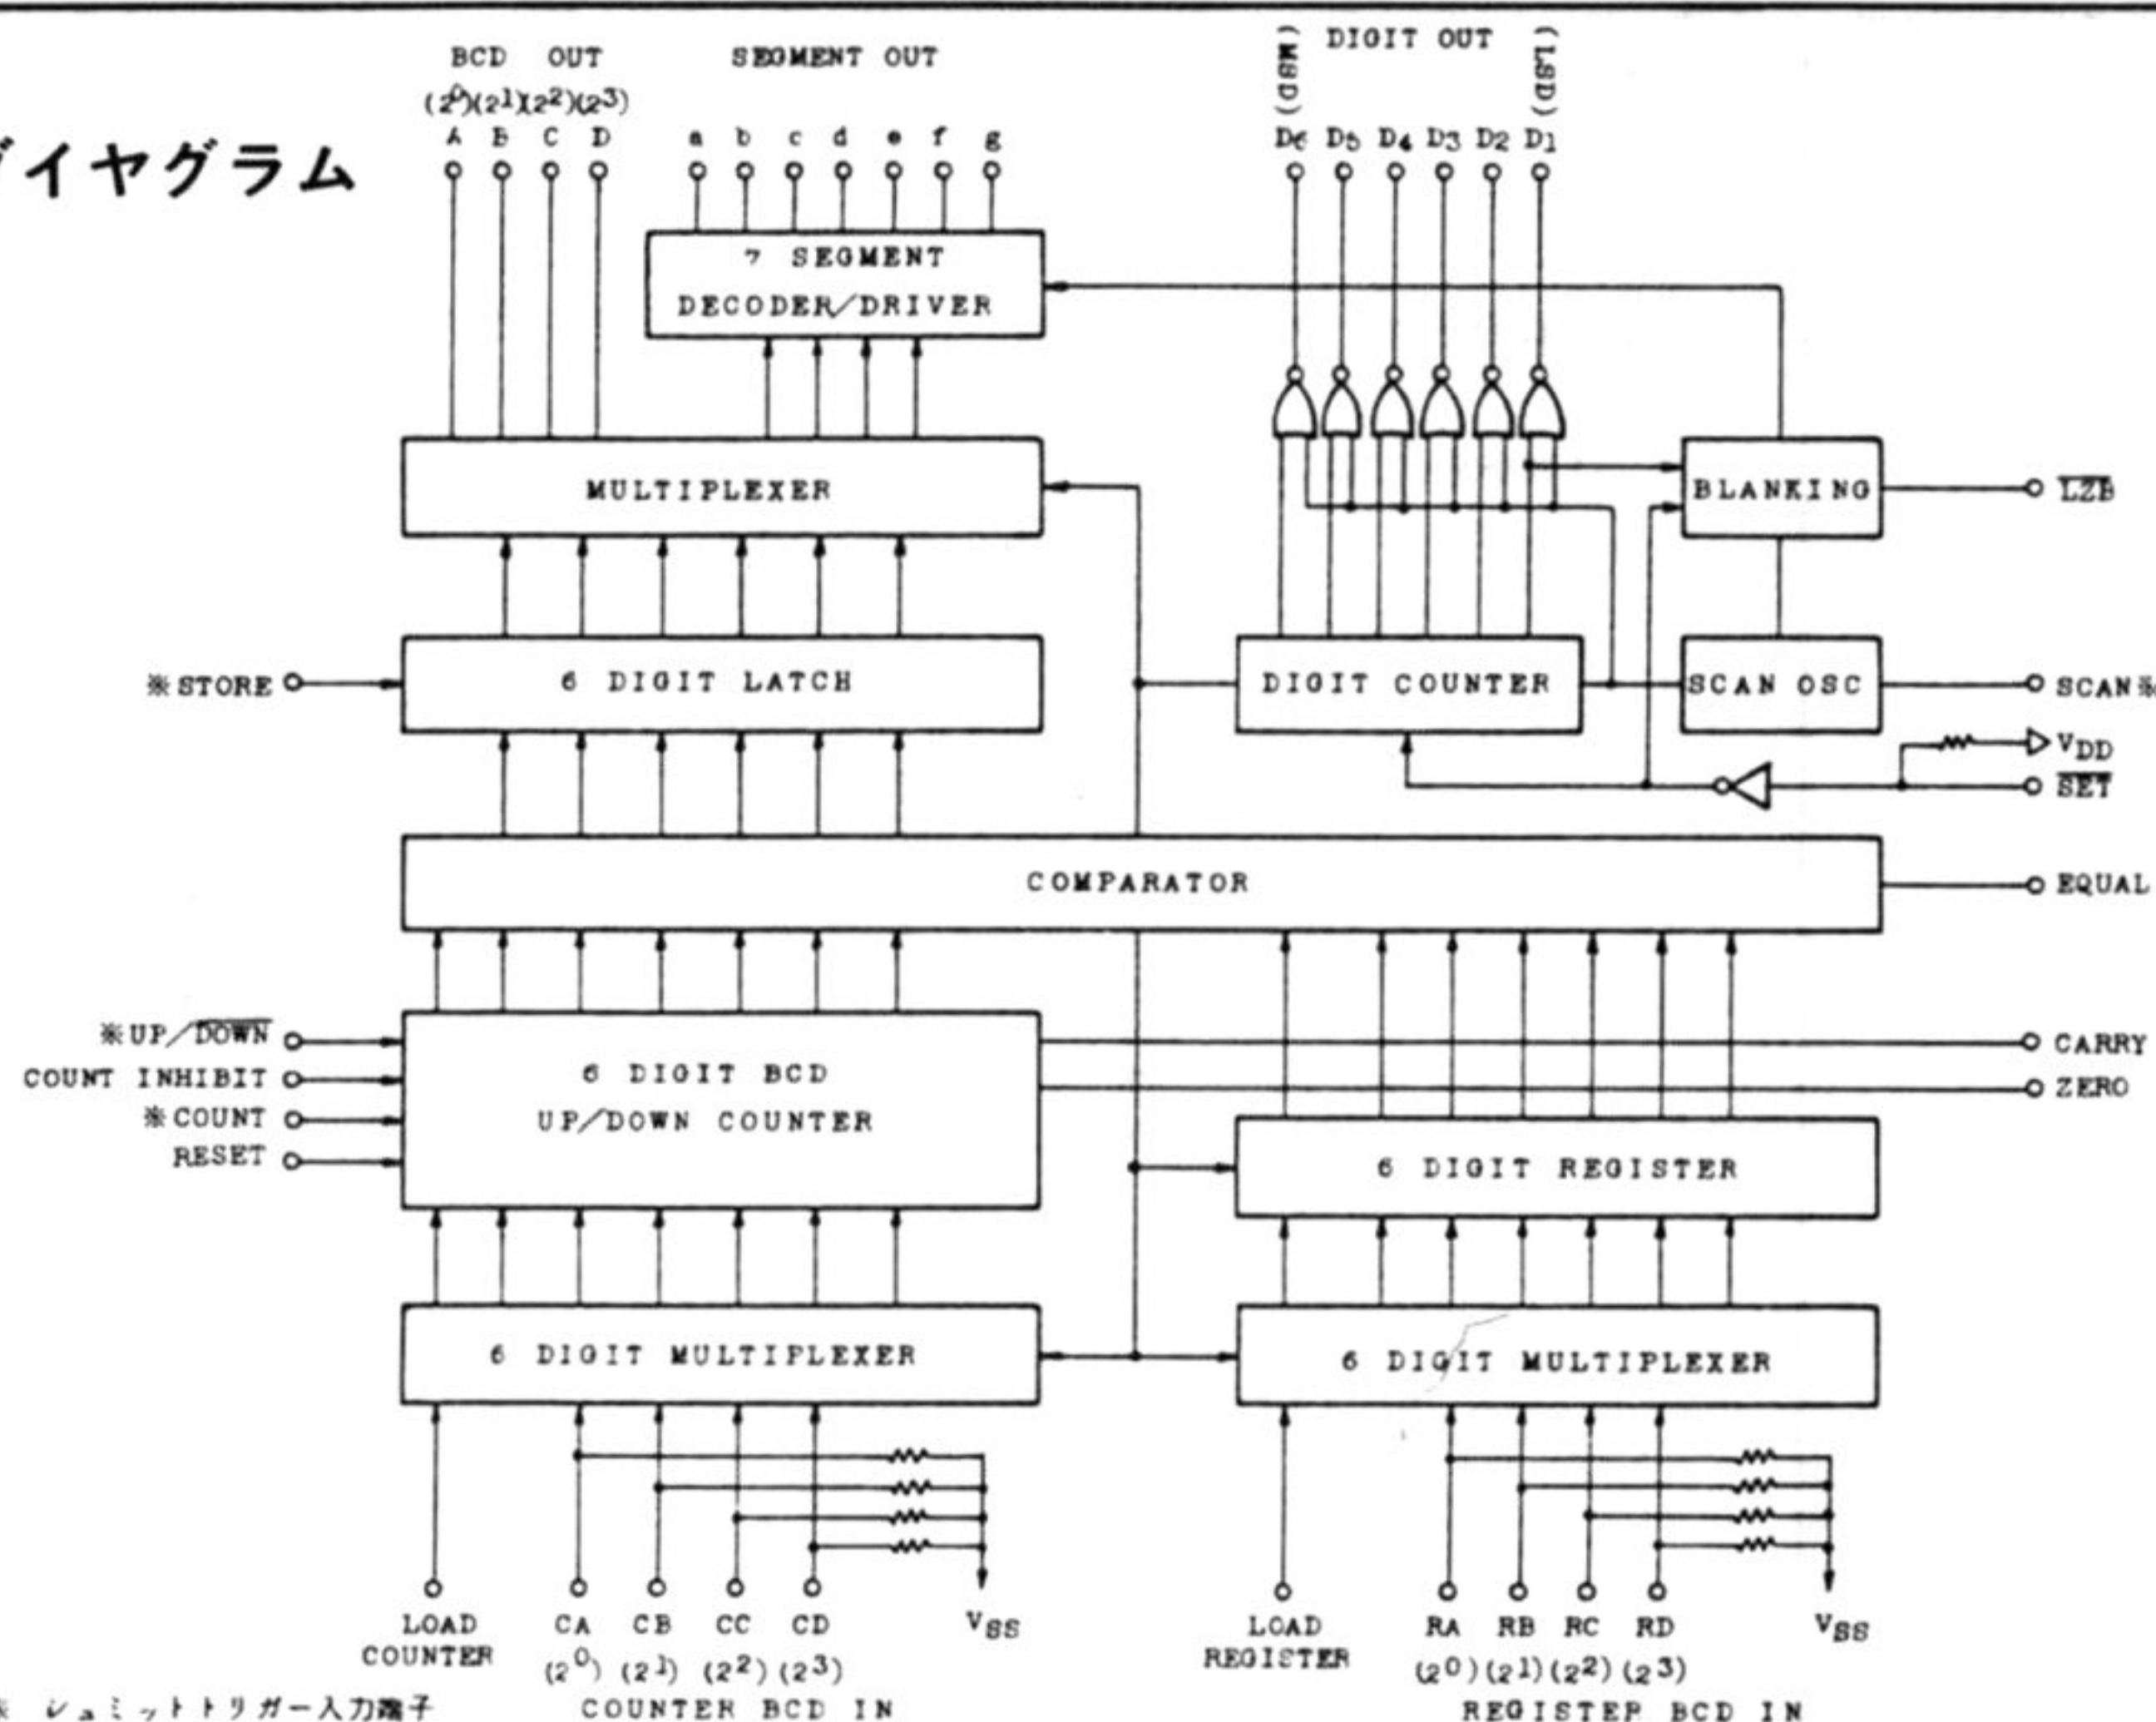 ダイヤグラム
BCD OUT
(2⁰)(2¹)(2²)(2³)
A B C D
SEGMENT OUT
a b c d e f g
(MSD) DIGIT OUT (LSD)
D6 D5 D4 D3 D2 D1
7 SEGMENT
DECODER/DRIVER
MULTIPLEXER
BLANKING
L̅Z̅B̅
※STORE
6 DIGIT LATCH
DIGIT COUNTER
SCAN OSC
SCAN※
VDD
S̅E̅T̅
COMPARATOR
EQUAL
※UP/D̅O̅W̅N̅
COUNT INHIBIT
※COUNT
RESET
6 DIGIT BCD
UP/DOWN COUNTER
CARRY
ZERO
6 DIGIT REGISTER
6 DIGIT MULTIPLEXER
6 DIGIT MULTIPLEXER
LOAD
COUNTER
CA CB CC CD
(2⁰) (2¹) (2²) (2³)
COUNTER BCD IN
VSS
LOAD
REGISTER
RA RB RC RD
(2⁰) (2¹) (2²) (2³)
REGISTER BCD IN
VSS
※ シュミットトリガー入力端子